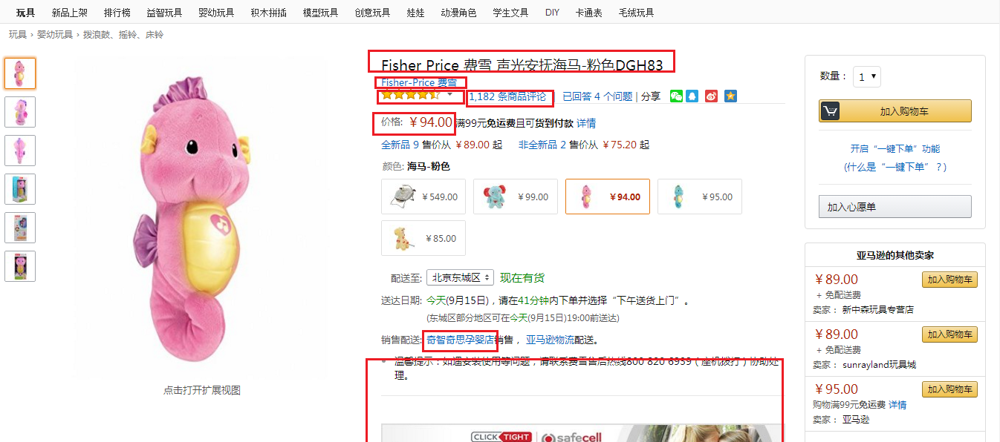 玩具 新品上架 排行榜 益智玩具 婴幼玩具 积木拼插 模型玩具 创意玩具 娃娃 动漫角色 学生文具 DIY 卡通表 毛绒玩具
玩具 › 婴幼玩具 › 拨浪鼓、摇铃、床铃
点击打开扩展视图
Fisher Price 费雪 声光安抚海马-粉色DGH83
Fisher-Price 费雪
1,182 条商品评论 已回答 4 个问题 | 分享
价格: ￥94.00 满99元免运费且可货到付款 详情
全新品 9 售价从 ￥89.00 起 非全新品 2 售价从 ￥75.20 起
颜色: 海马-粉色
￥549.00 ￥99.00 ￥94.00 ￥95.00
￥85.00
配送至: 北京东城区 现在有货
送达日期: 今天(9月15日)，请在41分钟内下单并选择“下午送货上门”。
(东城区部分地区可在今天(9月15日)19:00前送达)
销售配送: 奇智奇思孕婴店销售， 亚马逊物流配送。
温馨提示：如遇安装使用等问题，请联系费雪售后热线800 820 6939（座机拨打）协助处
理。
CLICK TIGHT safecell
数量： 1
加入购物车
开启“一键下单”功能
(什么是“一键下单” ？)
加入心愿单
亚马逊的其他卖家
￥89.00 加入购物车
+ 免配送费
卖家： 新中森玩具专营店
￥89.00 加入购物车
+ 免配送费
卖家： sunrayland玩具城
￥95.00 加入购物车
购物满99元免运费 详情
卖家： 亚马逊